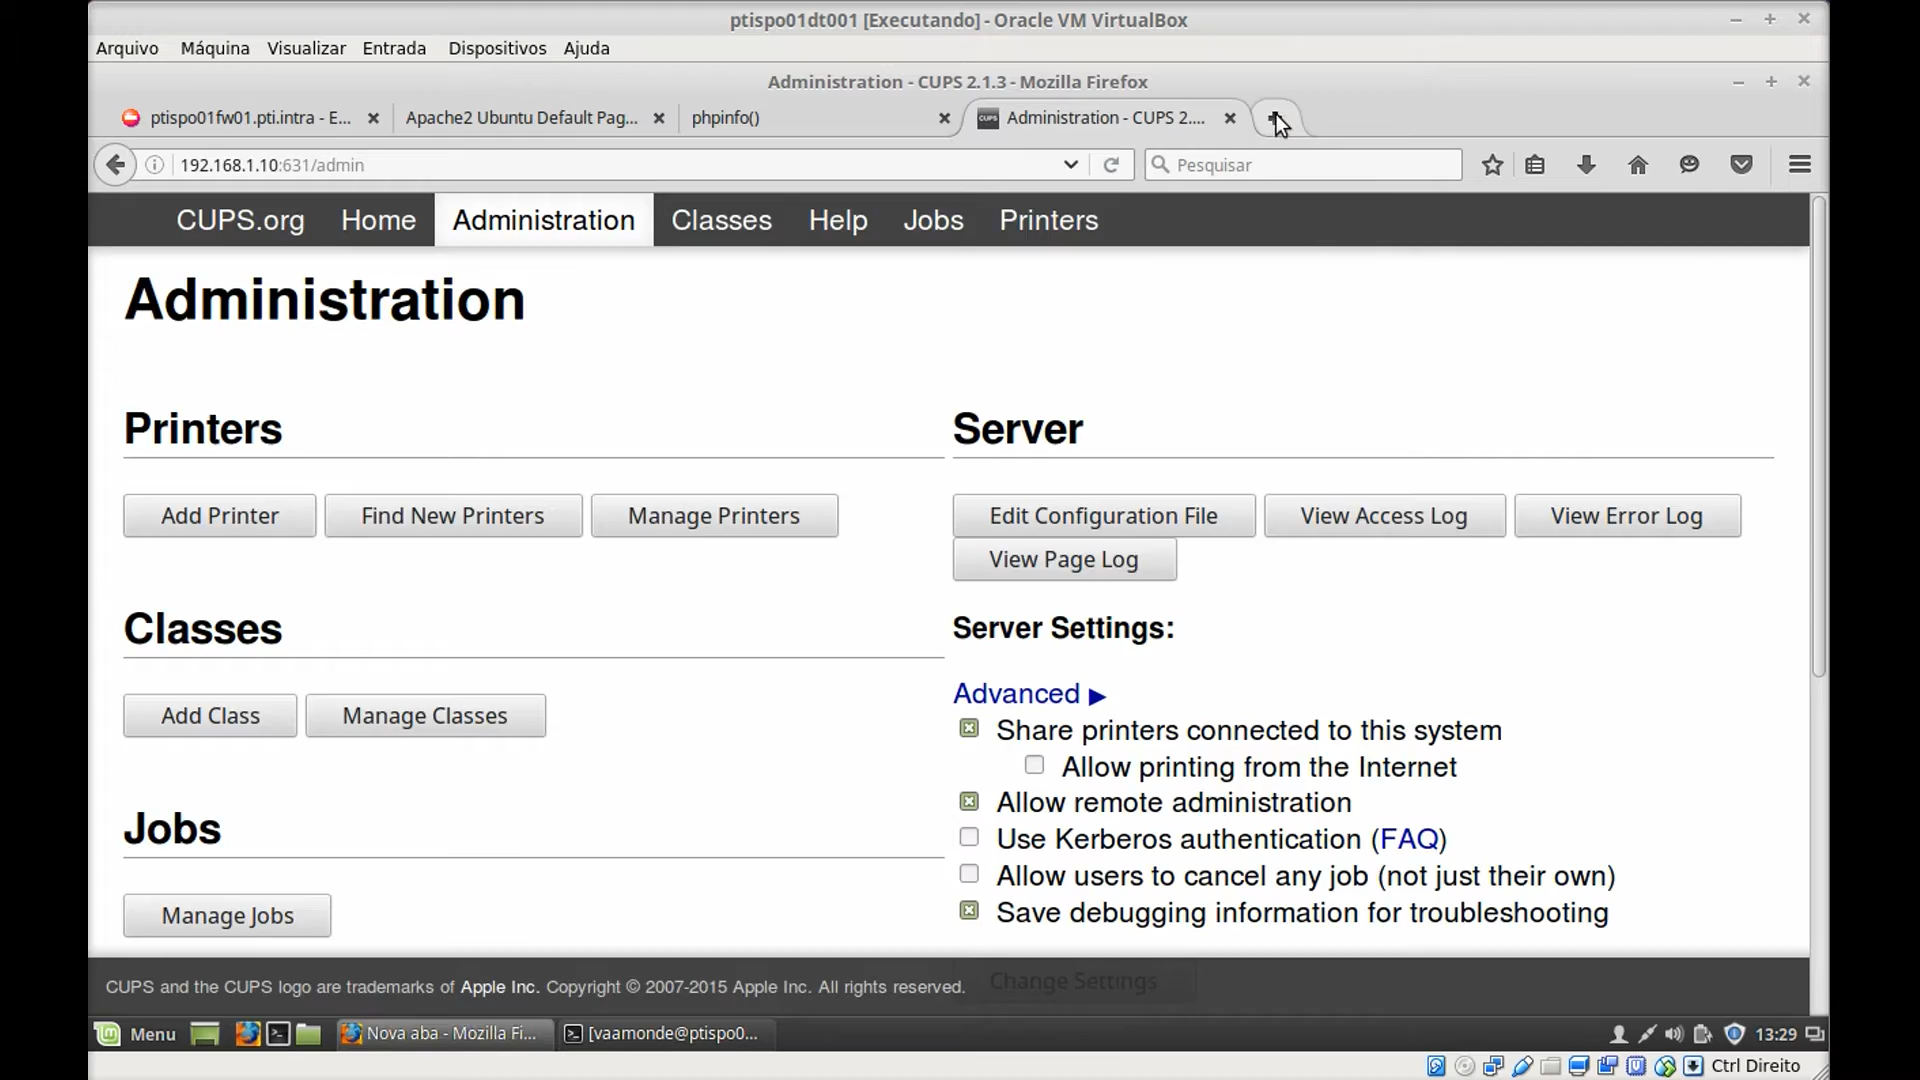 ptispo01dt001 [Executando] - Oracle VM VirtualBox
Arquivo Máquina Visualizar Entrada Dispositivos Ajuda
Administration - CUPS 2.1.3 - Mozilla Firefox
ptispo01fw01.pti.intra - E... Apache2 Ubuntu Default Pag... phpinfo() CUPS Administration - CUPS 2....
192.168.1.10:631/admin Pesquisar
CUPS.org Home Administration Classes Help Jobs Printers
Administration
Printers
Add Printer Find New Printers Manage Printers
Classes
Add Class Manage Classes
Jobs
Manage Jobs
Server
Edit Configuration File View Access Log View Error Log
View Page Log
Server Settings:
Advanced ▶
Share printers connected to this system
Allow printing from the Internet
Allow remote administration
Use Kerberos authentication (FAQ)
Allow users to cancel any job (not just their own)
Save debugging information for troubleshooting
Change Settings
CUPS and the CUPS logo are trademarks of Apple Inc. Copyright © 2007-2015 Apple Inc. All rights reserved.
Menu Nova aba - Mozilla Fi... [vaamonde@ptispo0... 13:29
Ctrl Direito